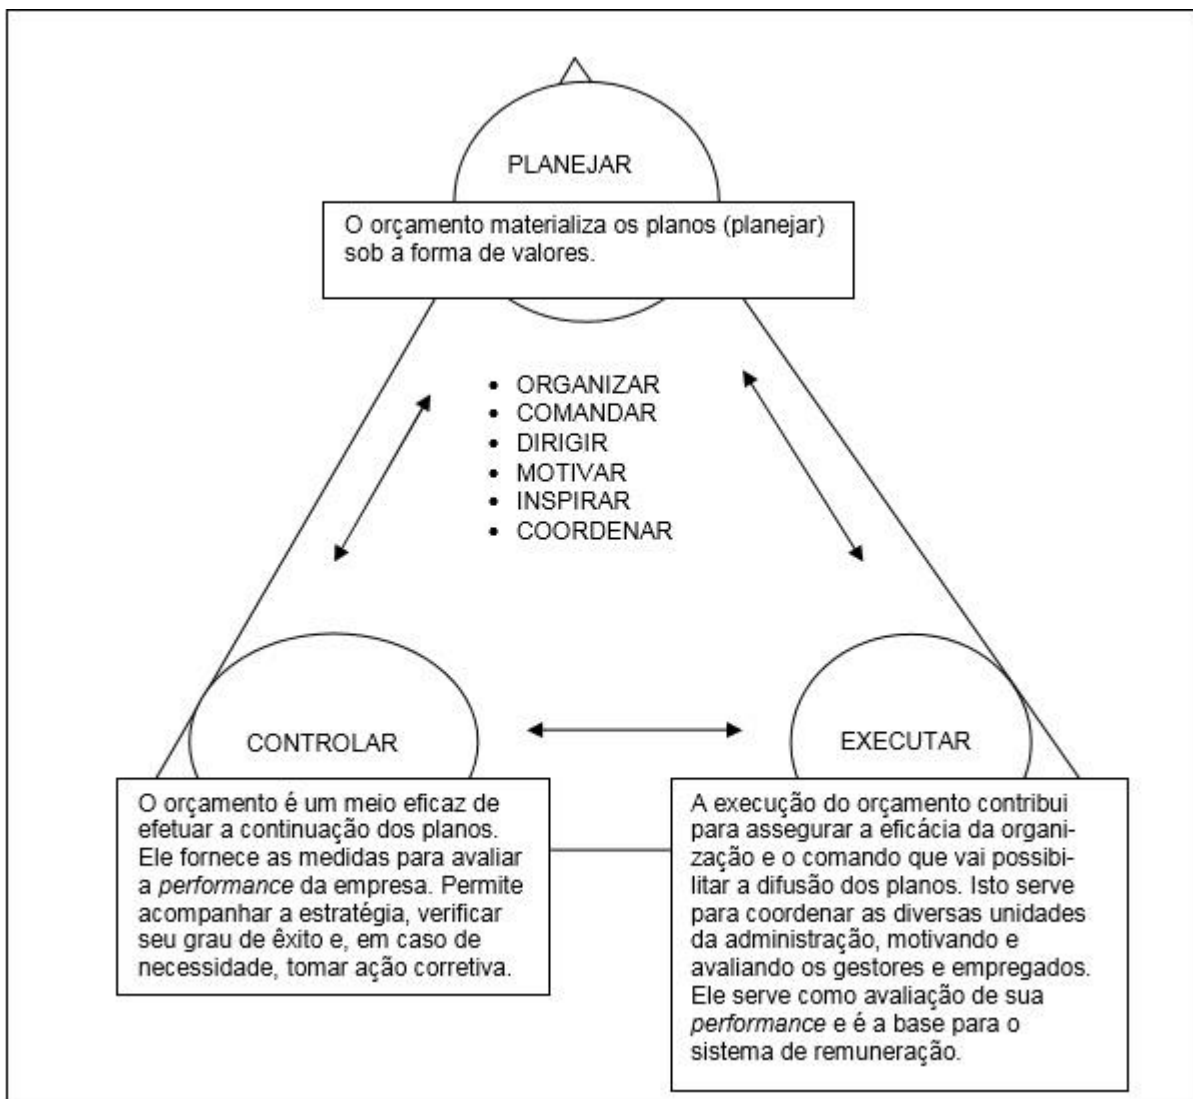 PLANEJAR
O orçamento materializa os planos (planejar)
sob a forma de valores.
• ORGANIZAR
• COMANDAR
• DIRIGIR
• MOTIVAR
• INSPIRAR
• COORDENAR
CONTROLAR
O orçamento é um meio eficaz de
efetuar a continuação dos planos.
Ele fornece as medidas para avaliar
a performance da empresa. Permite
acompanhar a estratégia, verificar
seu grau de êxito e, em caso de
necessidade, tomar ação corretiva.
EXECUTAR
A execução do orçamento contribui
para assegurar a eficácia da organi-
zação e o comando que vai possibi-
litar a difusão dos planos. Isto serve
para coordenar as diversas unidades
da administração, motivando e
avaliando os gestores e empregados.
Ele serve como avaliação de sua
performance e é a base para o
sistema de remuneração.